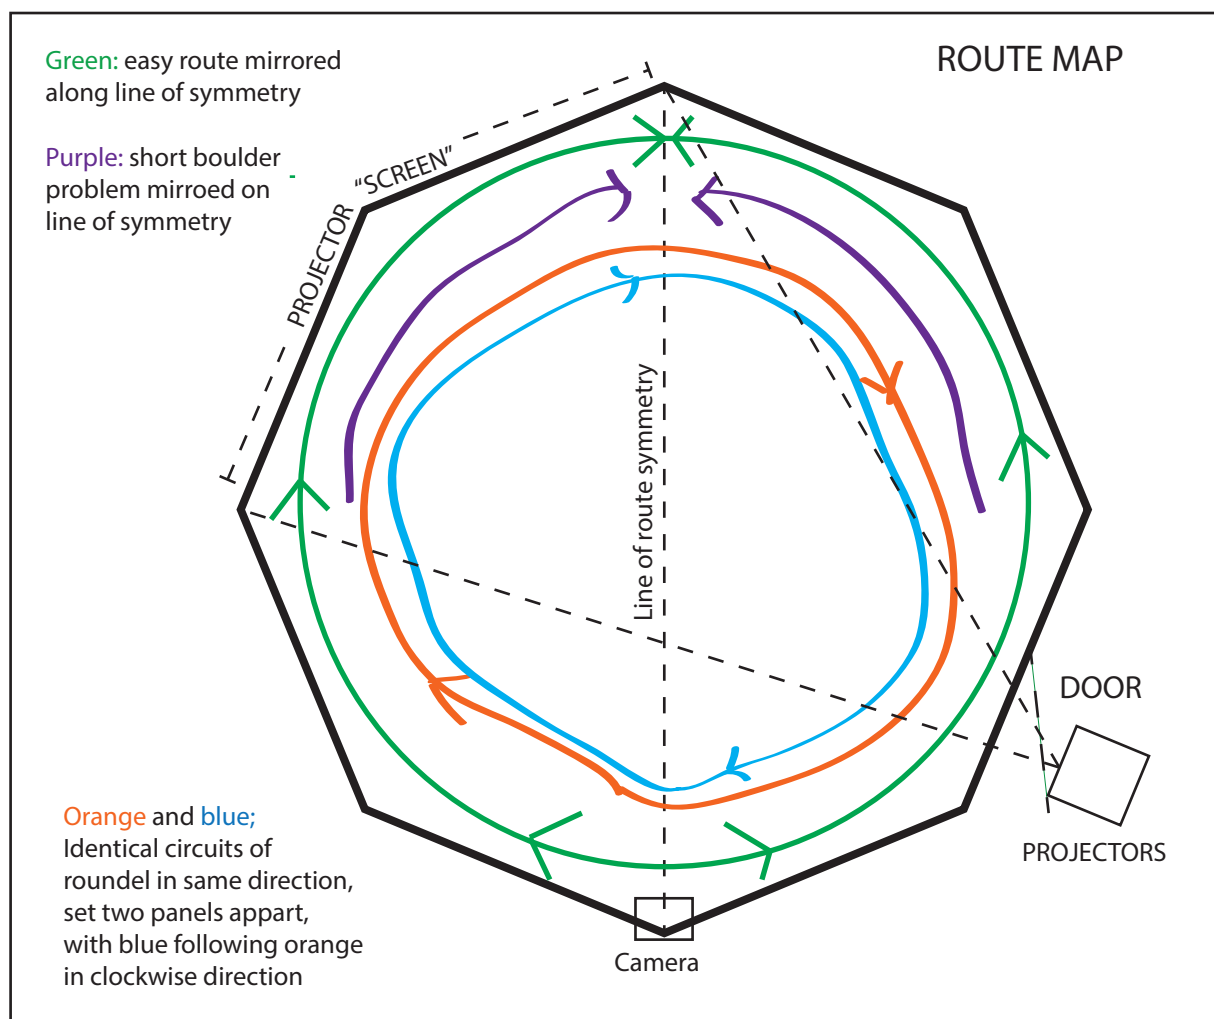 ROUTE MAP
Green: easy route mirrored
along line of symmetry
Purple: short boulder
problem mirroed on
line of symmetry
PROJECTOR "SCREEN"
Line of route symmetry
DOOR
PROJECTORS
Orange and blue;
Identical circuits of
roundel in same direction,
set two panels appart,
with blue following orange
in clockwise direction
Camera